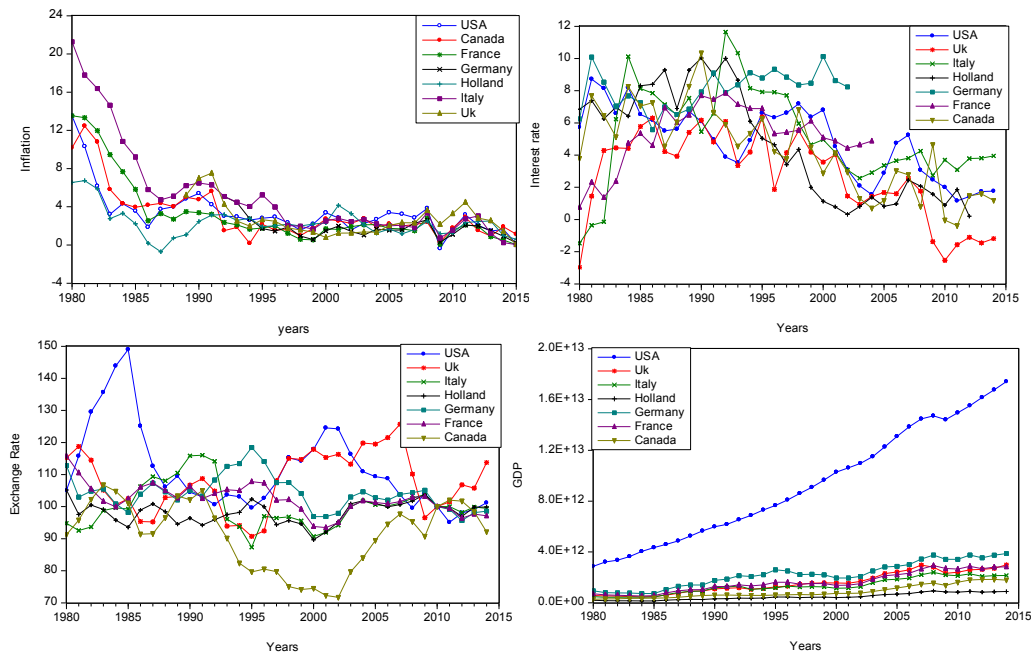 24
20
16
12
8
4
0
-4
1980 1985 1990 1995 2000 2005 2010 2015
Inflation
years
USA
Canada
France
Germany
Holland
Italy
Uk
12
10
8
6
4
2
0
-2
-4
1980 1985 1990 1995 2000 2005 2010 2015
Interest rate
Years
USA
Uk
Italy
Holland
Germany
France
Canada
150
140
130
120
110
100
90
80
70
1980 1985 1990 1995 2000 2005 2010 2015
Exchange Rate
Years
USA
Uk
Italy
Holland
Germany
France
Canada
2.0E+13
1.6E+13
1.2E+13
8.0E+12
4.0E+12
0.0E+00
1980 1985 1990 1995 2000 2005 2010 2015
GDP
Years
USA
Uk
Italy
Holland
Germany
France
Canada